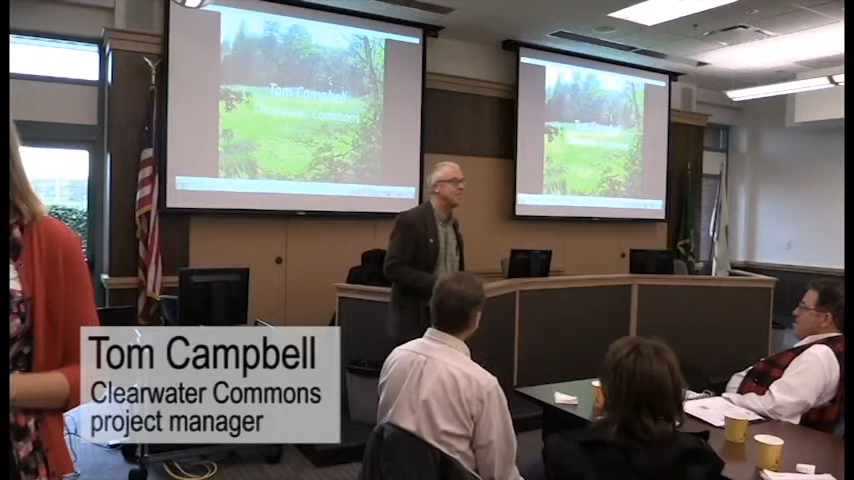 Tom Campbell
Clearwater Commons
Tom Campbell
Clearwater Commons,
project manager